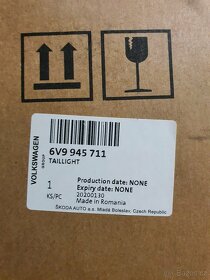 VOLKSWAGEN
GROUP
6V9 945 711
TAILLIGHT
1
KS/PC
Production date: NONE
Expiry date: NONE
20200130
Made in Romania
ŠKODA AUTO a.s. Mladá Boleslav, Czech Republic